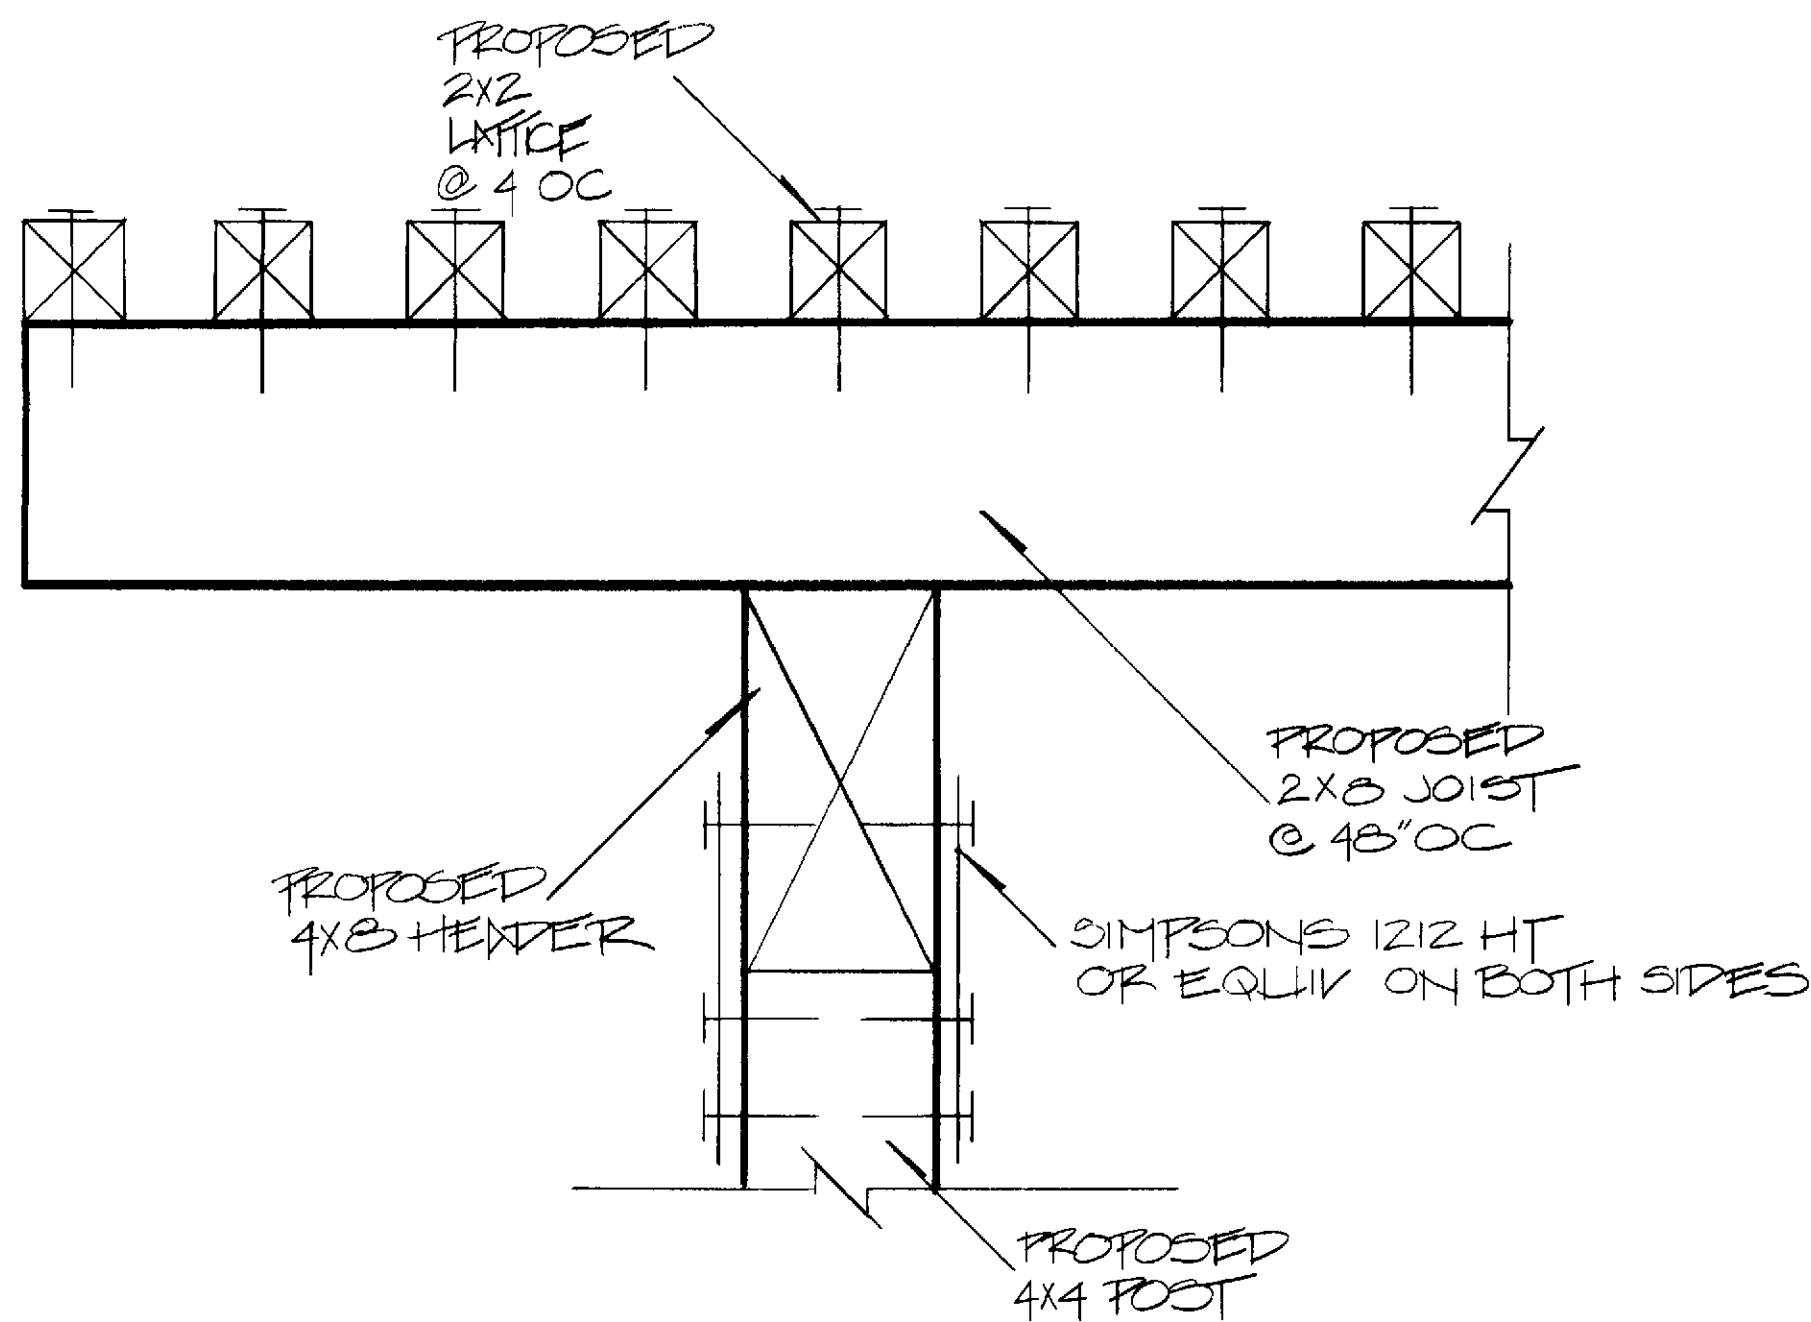 PROPOSED
2X2
LATTICE
@ 4 OC
PROPOSED
2X8 JOIST
@ 48" OC
PROPOSED
4X8 HEADER
SIMPSONS 1212 HT
OR EQUIV ON BOTH SIDES
PROPOSED
4X4 POST